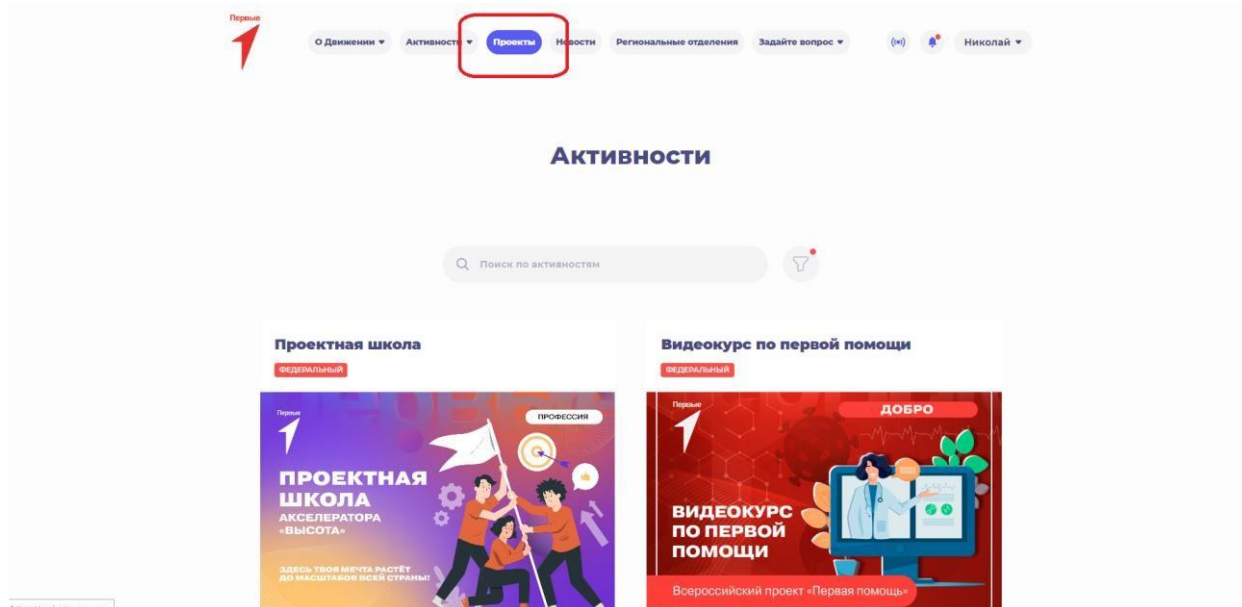 Первые
О Движении Активности Проекты Новости Региональные отделения Задайте вопрос Николай
Активности
Поиск по активностям
Проектная школа
ФЕДЕРАЛЬНЫЙ
Первые
ПРОФЕССИЯ
ПРОЕКТНАЯ
ШКОЛА
АКСЕЛЕРАТОРА
«ВЫСОТА»
ЗДЕСЬ ТВОЯ МЕЧТА РАСТЁТ
ДО МАСШТАБОВ ВСЕЙ СТРАНЫ!
Видеокурс по первой помощи
ФЕДЕРАЛЬНЫЙ
Первые
ДОБРО
ВИДЕОКУРС
ПО ПЕРВОЙ
ПОМОЩИ
Всероссийский проект «Первая помощь»